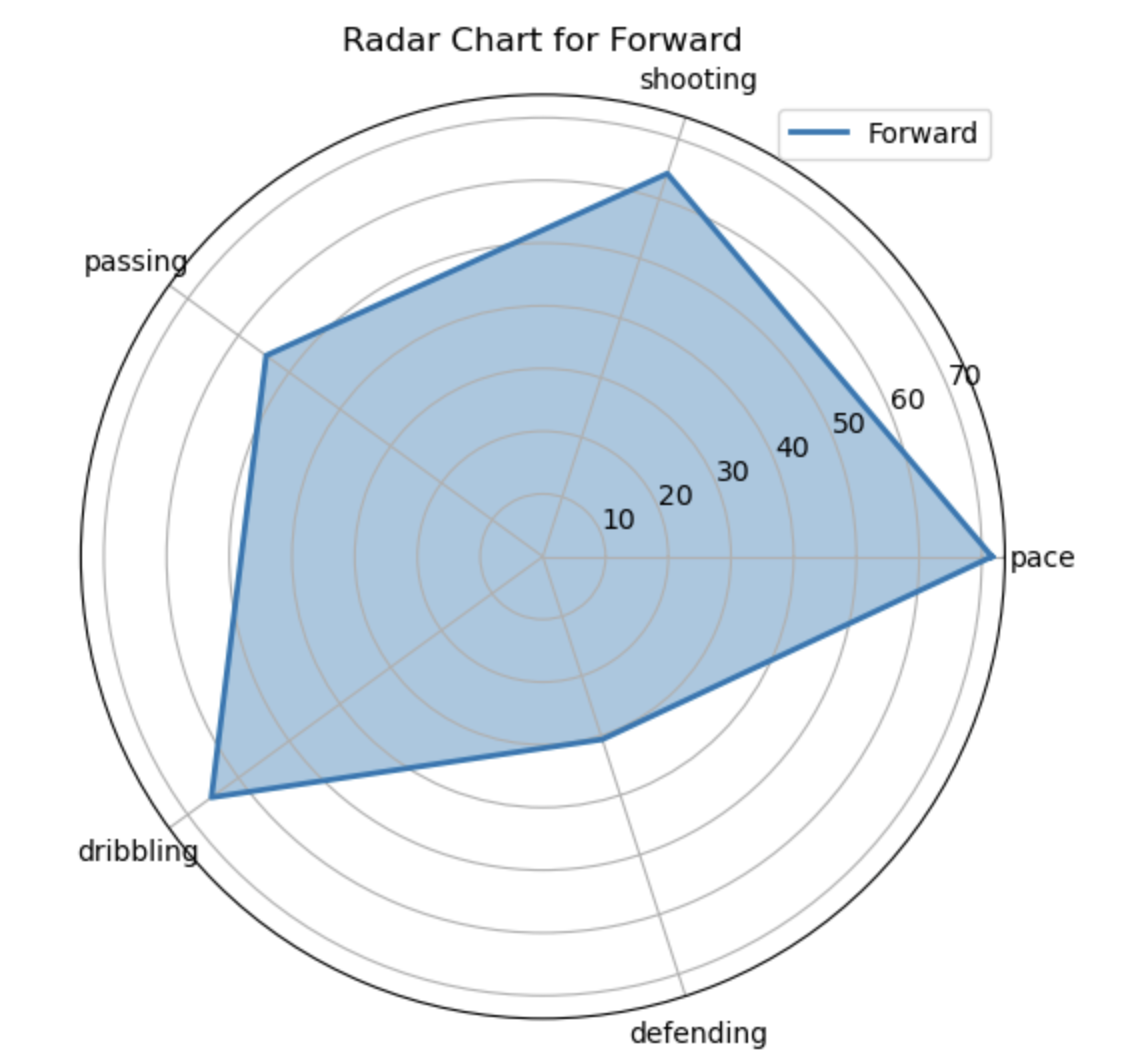 Radar Chart for Forward
shooting
Forward
passing
70
60
50
40
30
20
10
pace
dribbling
defending